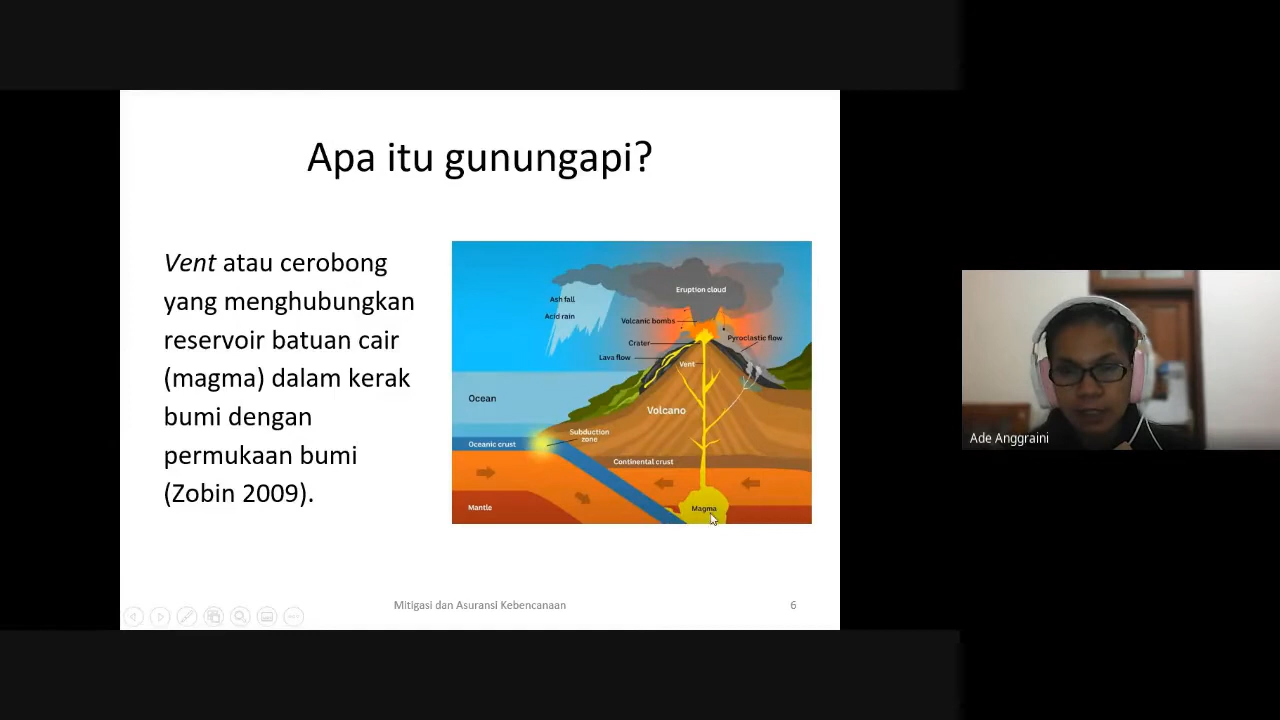 Apa itu gunungapi?
Vent atau cerobong
yang menghubungkan
reservoir batuan cair
(magma) dalam kerak
bumi dengan
permukaan bumi
(Zobin 2009).
Eruption cloud
Ash fall
Acid rain
Volcanic bombs
Crater
Pyroclastic flow
Lava flow
Vent
Ocean
Volcano
Subduction
zone
Oceanic crust
Continental crust
Mantle
Magma
Mitigasi dan Asuransi Kebencanaan
6
Ade Anggraini